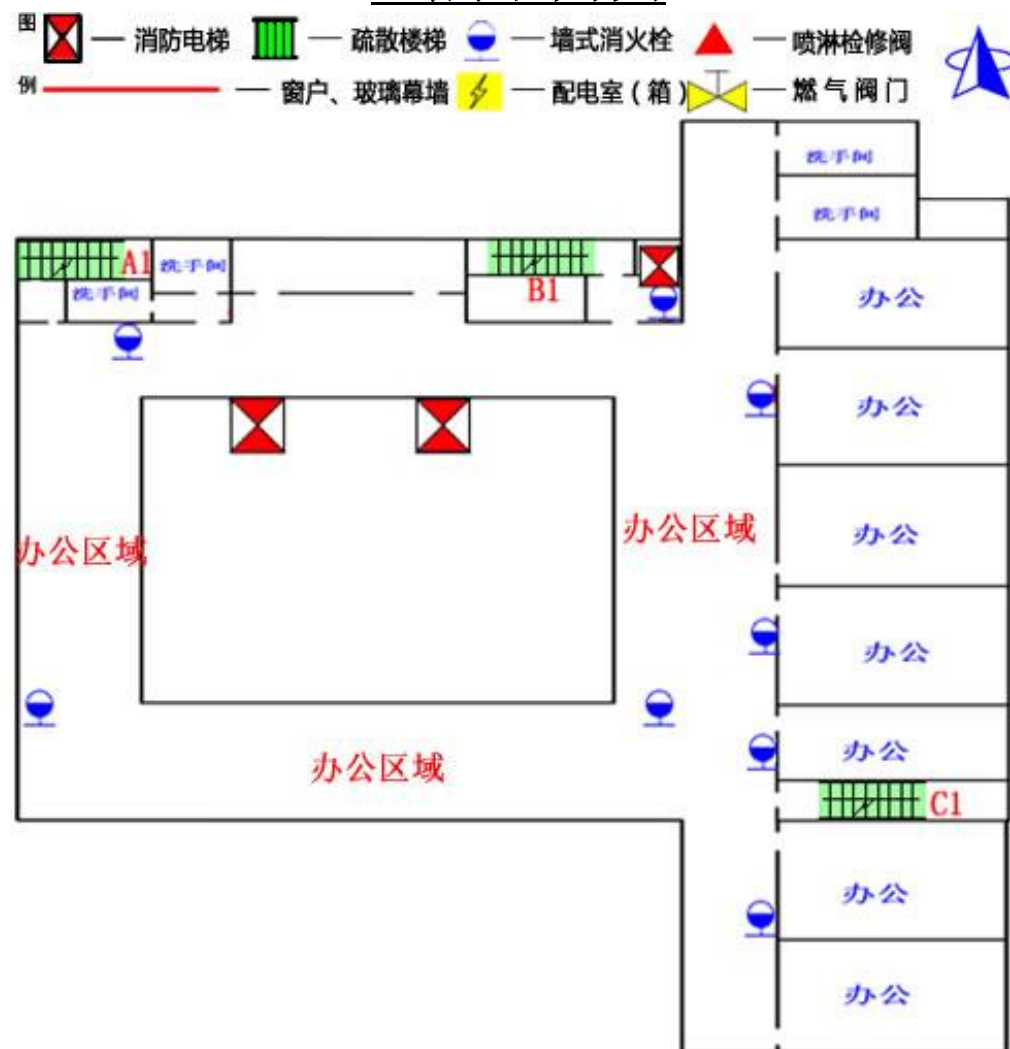 图
— 消防电梯 — 疏散楼梯 — 墙式消火栓 — 喷淋检修阀
例
— 窗户、玻璃幕墙 — 配电室（箱） — 燃气阀门
洗手间
洗手间
A1
洗手间
洗手间
B1
办公
办公
办公区域
办公区域
办公
办公
办公区域
办公
C1
办公
办公